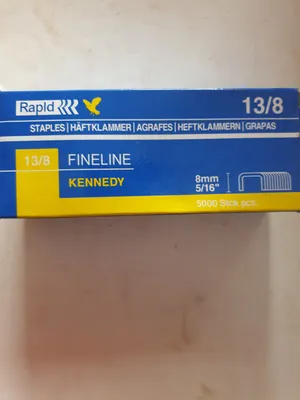 Rapid
13/8
STAPLES | HÄFTKLAMMER | AGRAFES | HEFTKLAMMERN | GRAPAS
13/8 FINELINE
KENNEDY
8mm
5/16"
5000 Stck pcs.